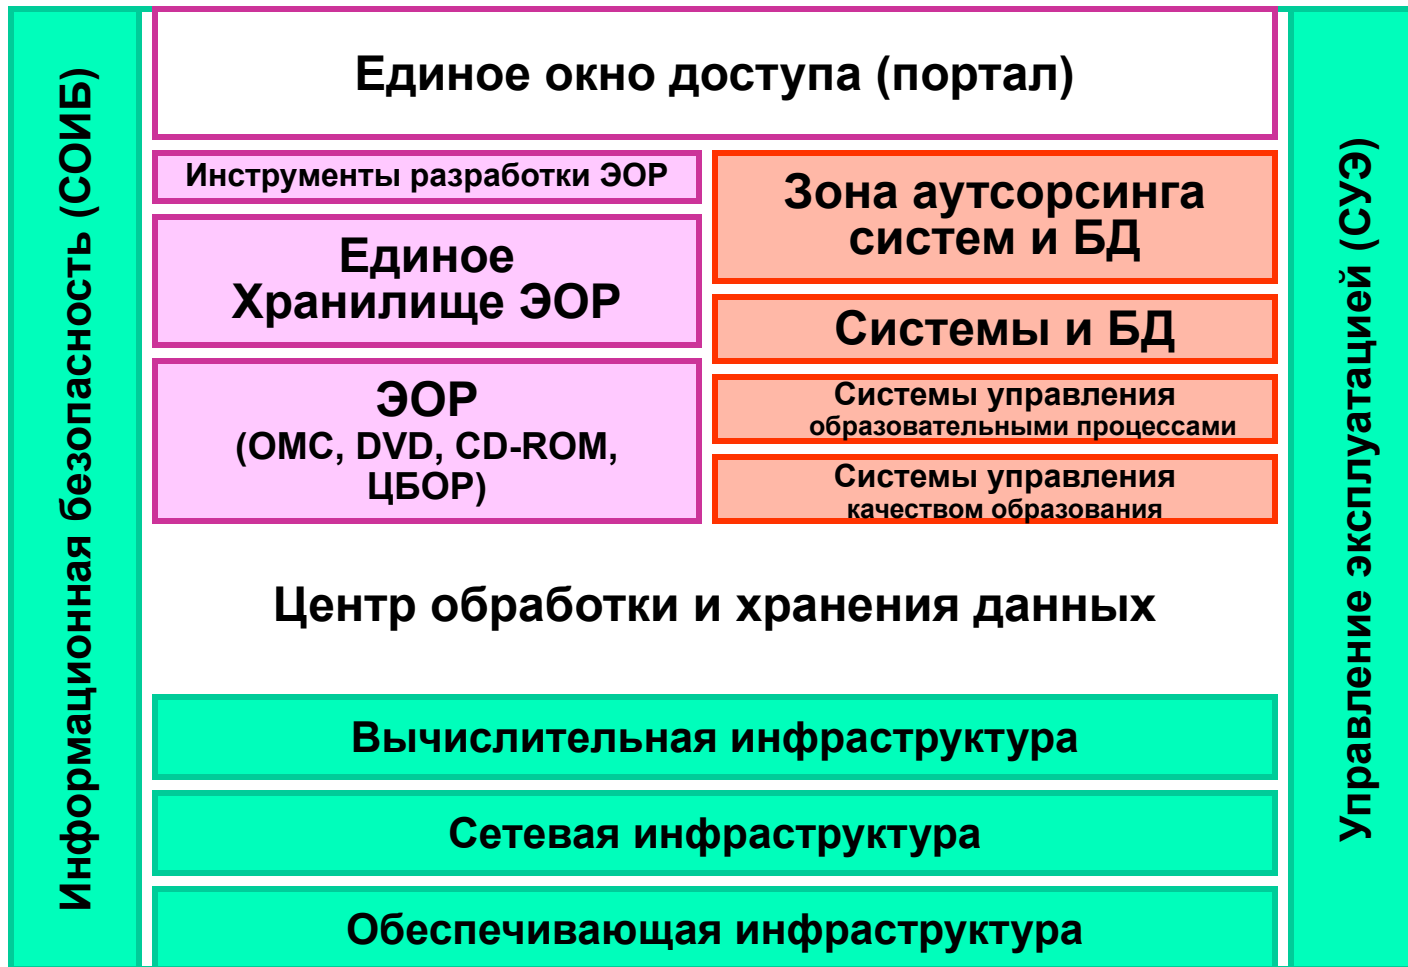 Информационная безопасность (СОИБ)
Единое окно доступа (портал)
Инструменты разработки ЭОР
Единое
Хранилище ЭОР
ЭОР
(ОМС, DVD, CD-ROM,
ЦБОР)
Зона аутсорсинга
систем и БД
Системы и БД
Системы управления
образовательными процессами
Системы управления
качеством образования
Центр обработки и хранения данных
Вычислительная инфраструктура
Сетевая инфраструктура
Обеспечивающая инфраструктура
Управление эксплуатацией (СУЭ)